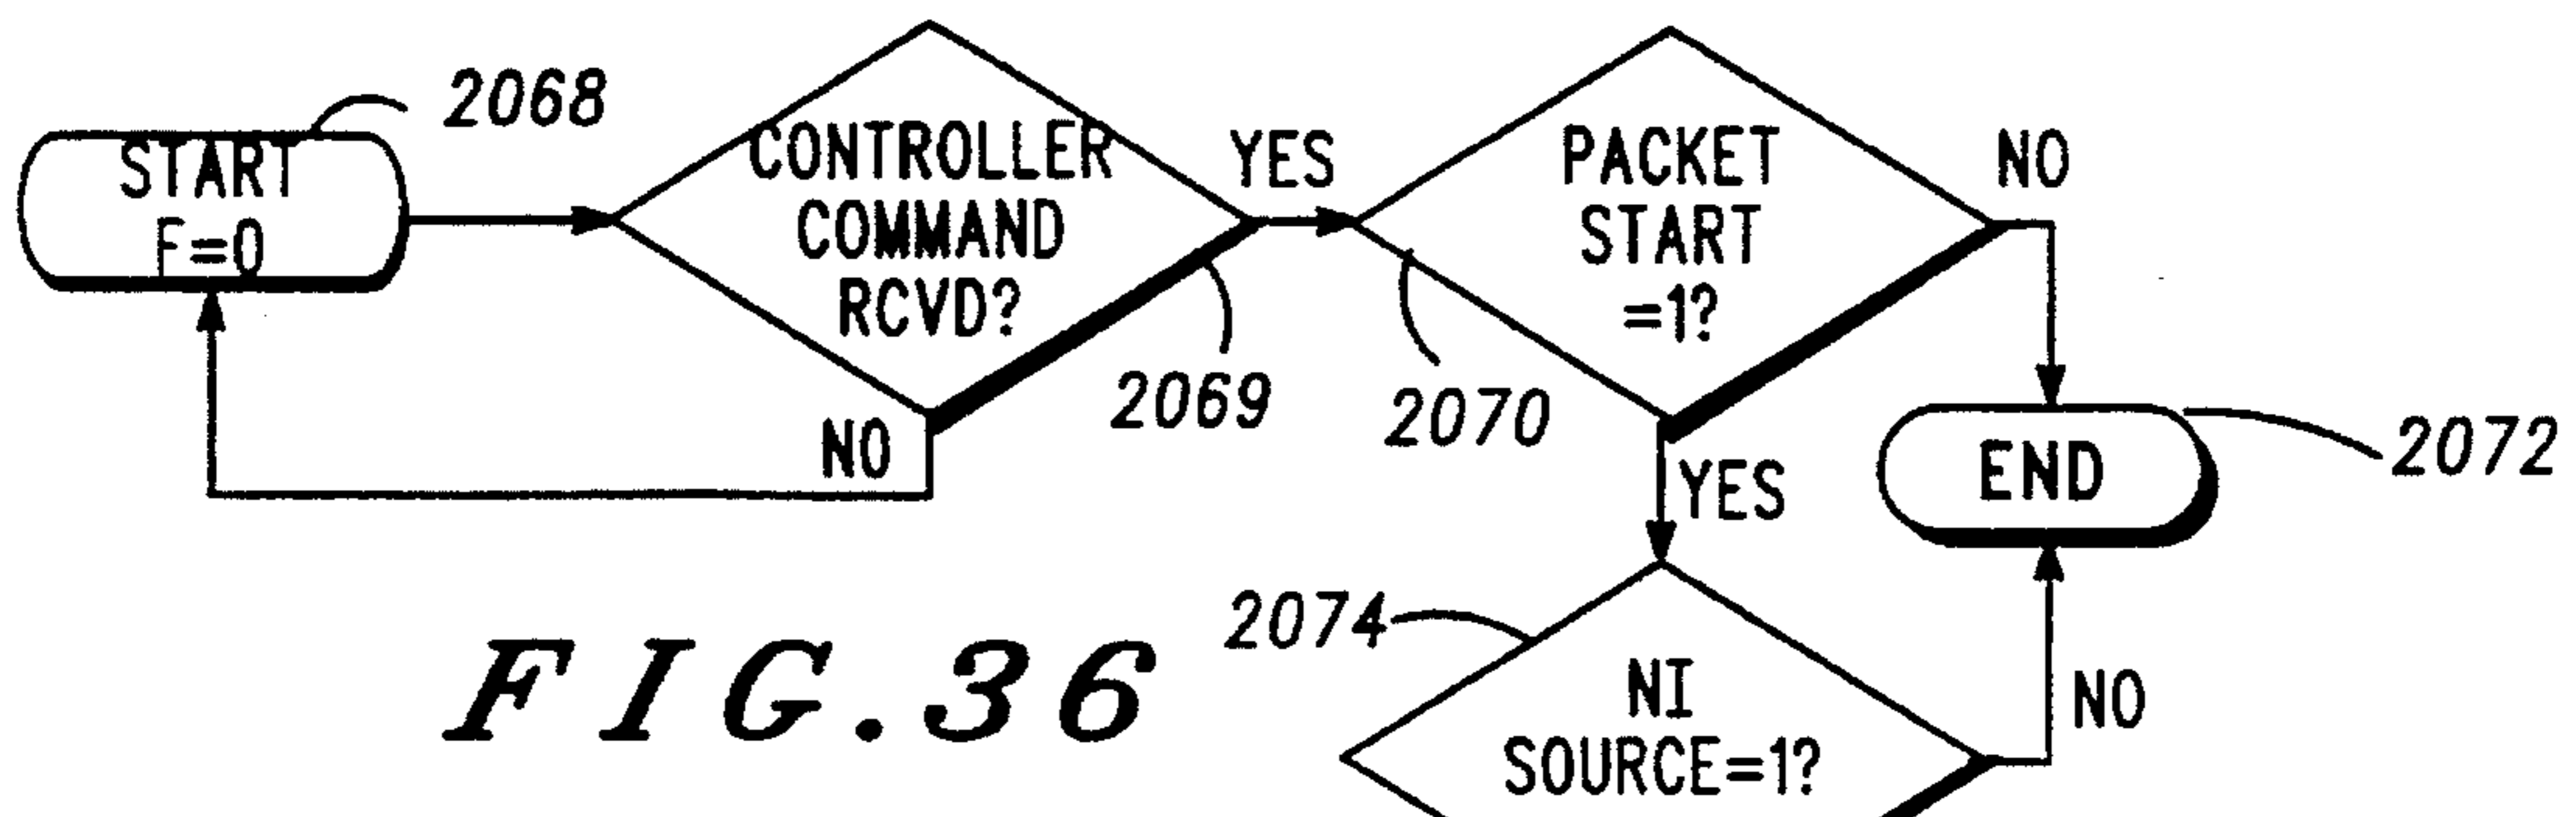 2068
START
F=0
CONTROLLER
COMMAND
RCVD?
YES
NO
2069
PACKET
START
=1?
2070
NO
YES
END
2072
2074
NI
SOURCE=1?
NO
FIG.36